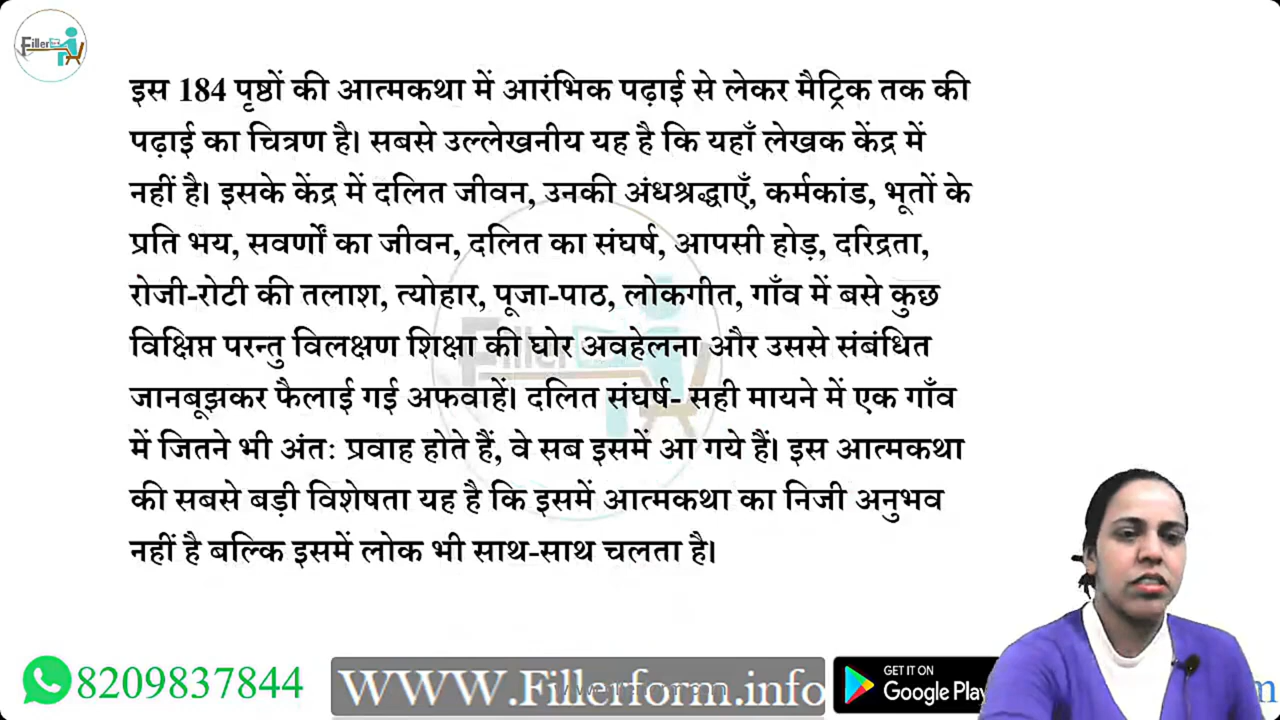 Filler
इस 184 पृष्ठों की आत्मकथा में आरंभिक पढ़ाई से लेकर मैट्रिक तक की
पढ़ाई का चित्रण है। सबसे उल्लेखनीय यह है कि यहाँ लेखक केंद्र में
नहीं है। इसके केंद्र में दलित जीवन, उनकी अंधश्रद्धाएँ, कर्मकांड, भूतों के
प्रति भय, सवर्णों का जीवन, दलित का संघर्ष, आपसी होड़, दरिद्रता,
रोजी-रोटी की तलाश, त्योहार, पूजा-पाठ, लोकगीत, गाँव में बसे कुछ
विक्षिप्त परन्तु विलक्षण शिक्षा की घोर अवहेलना और उससे संबंधित
जानबूझकर फैलाई गई अफवाहें। दलित संघर्ष- सही मायने में एक गाँव
में जितने भी अंतः प्रवाह होते हैं, वे सब इसमें आ गये हैं। इस आत्मकथा
की सबसे बड़ी विशेषता यह है कि इसमें आत्मकथा का निजी अनुभव
नहीं है बल्कि इसमें लोक भी साथ-साथ चलता है।
8209837844
WWW.Fillerform.info
GET IT ON
Google Play